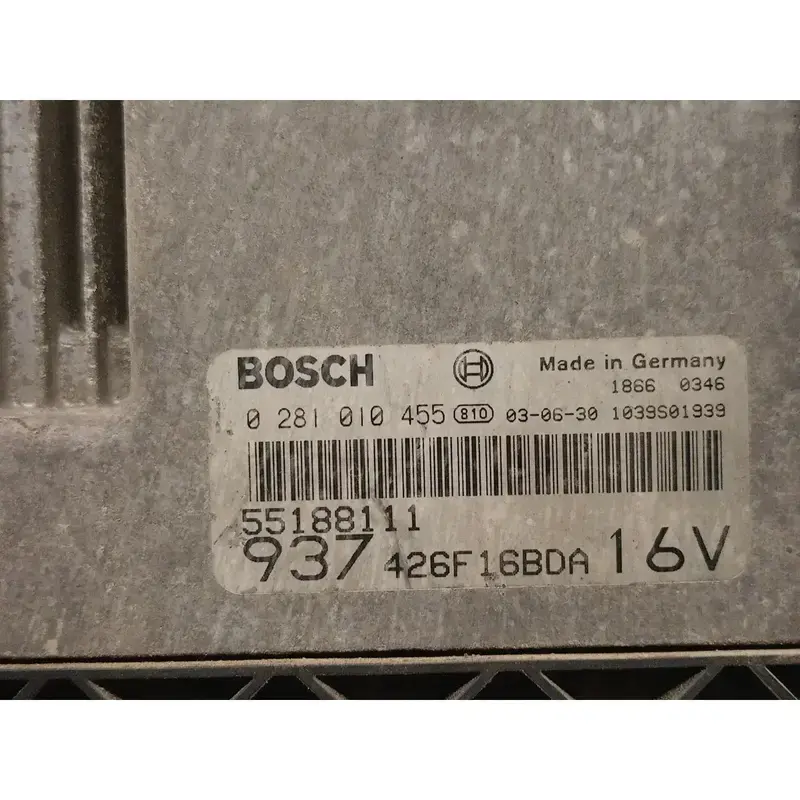 BOSCH Made in Germany
1866 0346
0 281 010 455 810 03-06-30 1039S01939
55188111
937 426F16BDA 16V